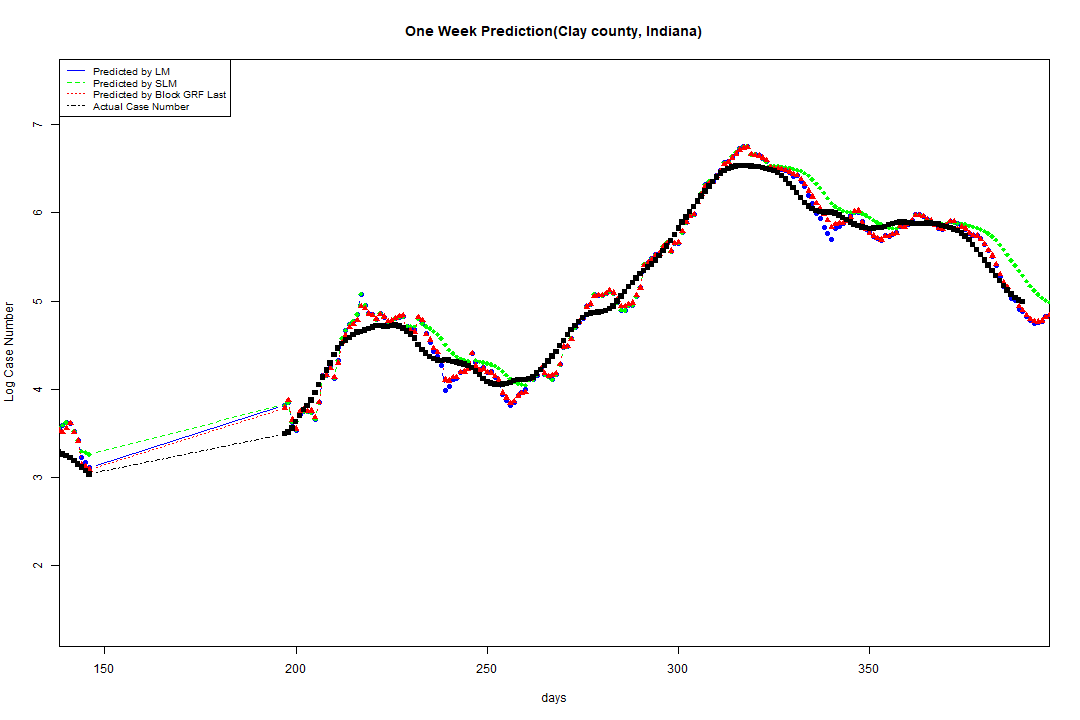 One Week Prediction(Clay county, Indiana)
Predicted by LM
Predicted by SLM
Predicted by Block GRF Last
Actual Case Number
7
6
5
4
3
2
Log Case Number
150 200 250 300 350
days